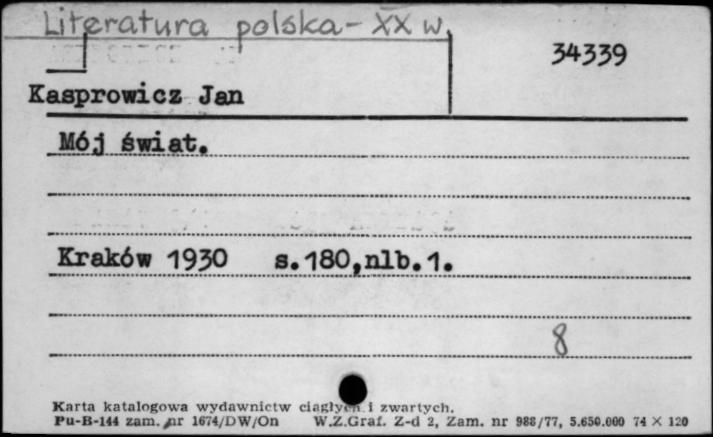 Literatura polska - XX w.
34339
Kasprowicz Jan
Mój świat.
Kraków 1930 s.180,nlb.1.
8
Karta katalogowa wydawnictw ciągłych i zwartych.
Pu-B-144 zam. nr 1674/DW/On W.Z.Graf. Z-d 2, Zam. nr 988/77, 5.650.000 74 × 120